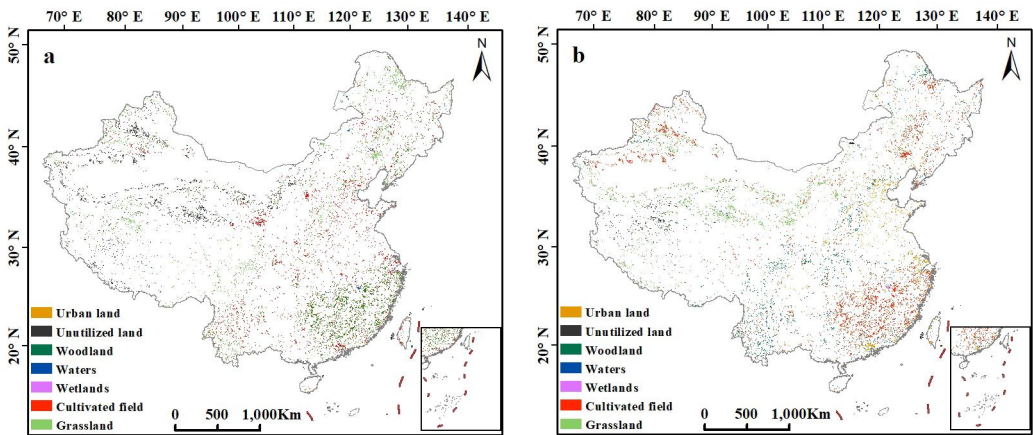 70° E 80° E 90° E 100° E 110° E 120° E 130° E 140° E
50° N
40° N
30° N
20° N
a
N
Urban land
Unutilized land
Woodland
Waters
Wetlands
Cultivated field
Grassland
0 500 1,000Km
70° E 80° E 90° E 100° E 110° E 120° E 130° E 140° E
50° N
40° N
30° N
20° N
b
N
Urban land
Unutilized land
Woodland
Waters
Wetlands
Cultivated field
Grassland
0 500 1,000Km